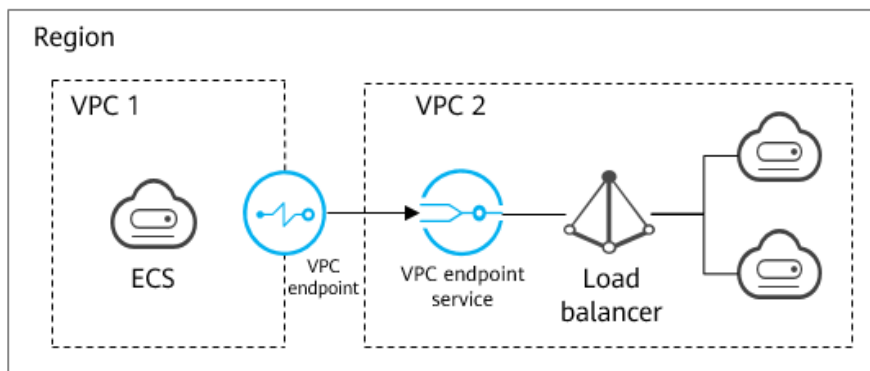 Region
VPC 1
VPC 2
ECS
VPC
endpoint
VPC endpoint
service
Load
balancer